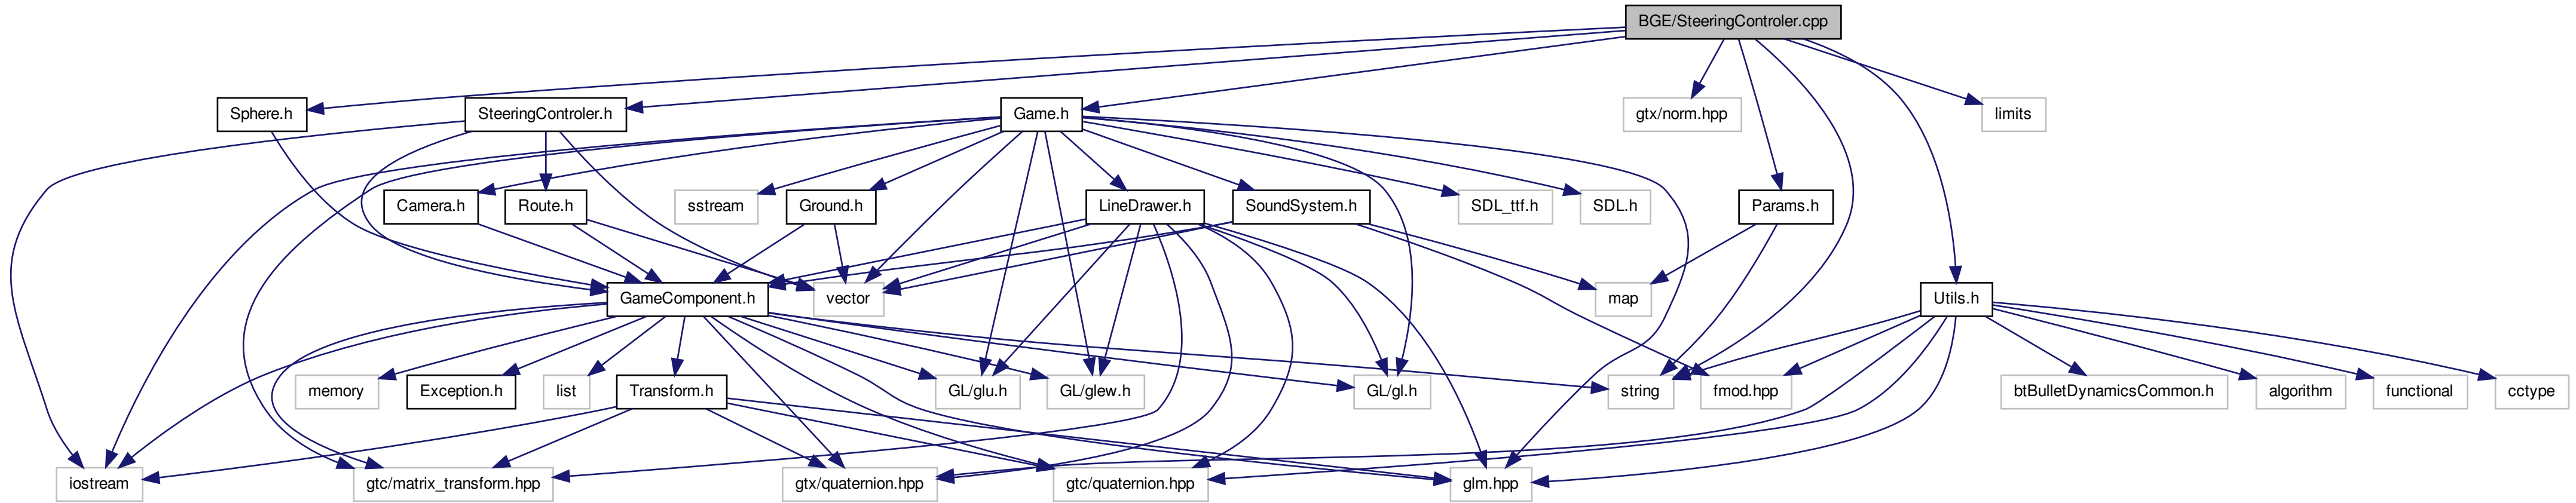 BGE/SteeringControler.cpp
Sphere.h
SteeringControler.h
Game.h
gtx/norm.hpp
limits
Camera.h
Route.h
sstream
Ground.h
LineDrawer.h
SoundSystem.h
SDL_ttf.h
SDL.h
Params.h
GameComponent.h
vector
map
Utils.h
memory
Exception.h
list
Transform.h
GL/glu.h
GL/glew.h
GL/gl.h
string
fmod.hpp
btBulletDynamicsCommon.h
algorithm
functional
cctype
iostream
gtc/matrix_transform.hpp
gtx/quaternion.hpp
gtc/quaternion.hpp
glm.hpp